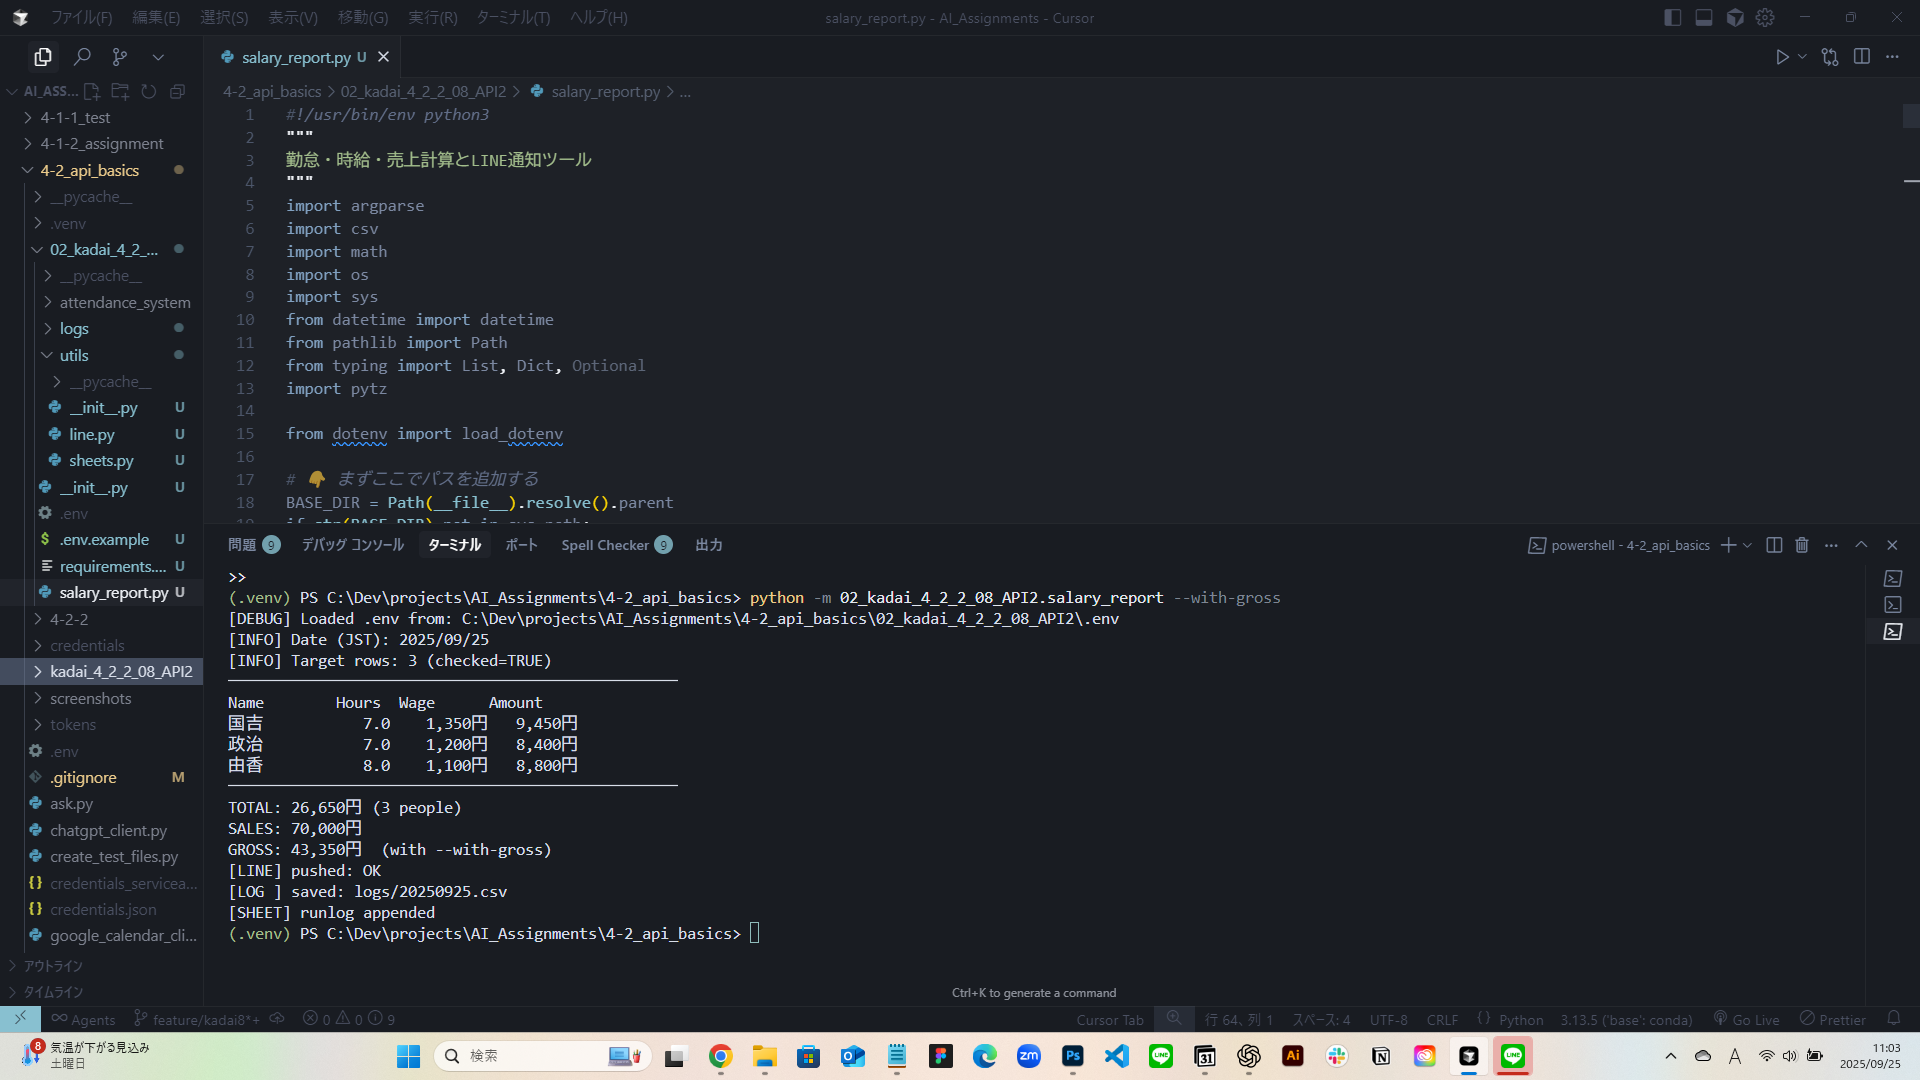 ファイル(F) 編集(E) 選択(S) 表示(V) 移動(G) 実行(R) ターミナル(T) ヘルプ(H)
salary_report.py - AI_Assignments - Cursor
AI_ASS...
4-1-1_test
4-1-2_assignment
4-2_api_basics
__pycache__
.venv
02_kadai_4_2_...
__pycache__
attendance_system
logs
utils
__pycache__
__init__.py U
line.py U
sheets.py U
__init__.py U
.env
.env.example U
requirements.... U
salary_report.py U
4-2-2
credentials
kadai_4_2_2_08_API2
screenshots
tokens
.env
.gitignore M
ask.py
chatgpt_client.py
create_test_files.py
credentials_servicea...
credentials.json
google_calendar_cli...
アウトライン
タイムライン
salary_report.py U
4-2_api_basics > 02_kadai_4_2_2_08_API2 > salary_report.py > ...
1 #!/usr/bin/env python3
2 """
3 勤怠・時給・売上計算とLINE通知ツール
4 """
5 import argparse
6 import csv
7 import math
8 import os
9 import sys
10 from datetime import datetime
11 from pathlib import Path
12 from typing import List, Dict, Optional
13 import pytz
14
15 from dotenv import load_dotenv
16
17 # 👇 まずここでパスを追加する
18 BASE_DIR = Path(__file__).resolve().parent
19 if str(BASE_DIR) not in sys.path:
問題 9 デバッグ コンソール ターミナル ポート Spell Checker 9 出力
powershell - 4-2_api_basics
>>
(.venv) PS C:\Dev\projects\AI_Assignments\4-2_api_basics> python -m 02_kadai_4_2_2_08_API2.salary_report --with-gross
[DEBUG] Loaded .env from: C:\Dev\projects\AI_Assignments\4-2_api_basics\02_kadai_4_2_2_08_API2\.env
[INFO] Date (JST): 2025/09/25
[INFO] Target rows: 3 (checked=TRUE)
Name Hours Wage Amount
国吉 7.0 1,350円 9,450円
政治 7.0 1,200円 8,400円
由香 8.0 1,100円 8,800円
TOTAL: 26,650円 (3 people)
SALES: 70,000円
GROSS: 43,350円 (with --with-gross)
[LINE] pushed: OK
[LOG ] saved: logs/20250925.csv
[SHEET] runlog appended
(.venv) PS C:\Dev\projects\AI_Assignments\4-2_api_basics>
Ctrl+K to generate a command
Agents feature/kadai8*+ 0 0 9
Cursor Tab 行 64、列 1 スペース: 4 UTF-8 CRLF Python 3.13.5 ('base': conda) Go Live Prettier
8 気温が下がる見込み
土曜日
検索
zm Ps LINE 31 Ai N LINE
A 11:03
2025/09/25